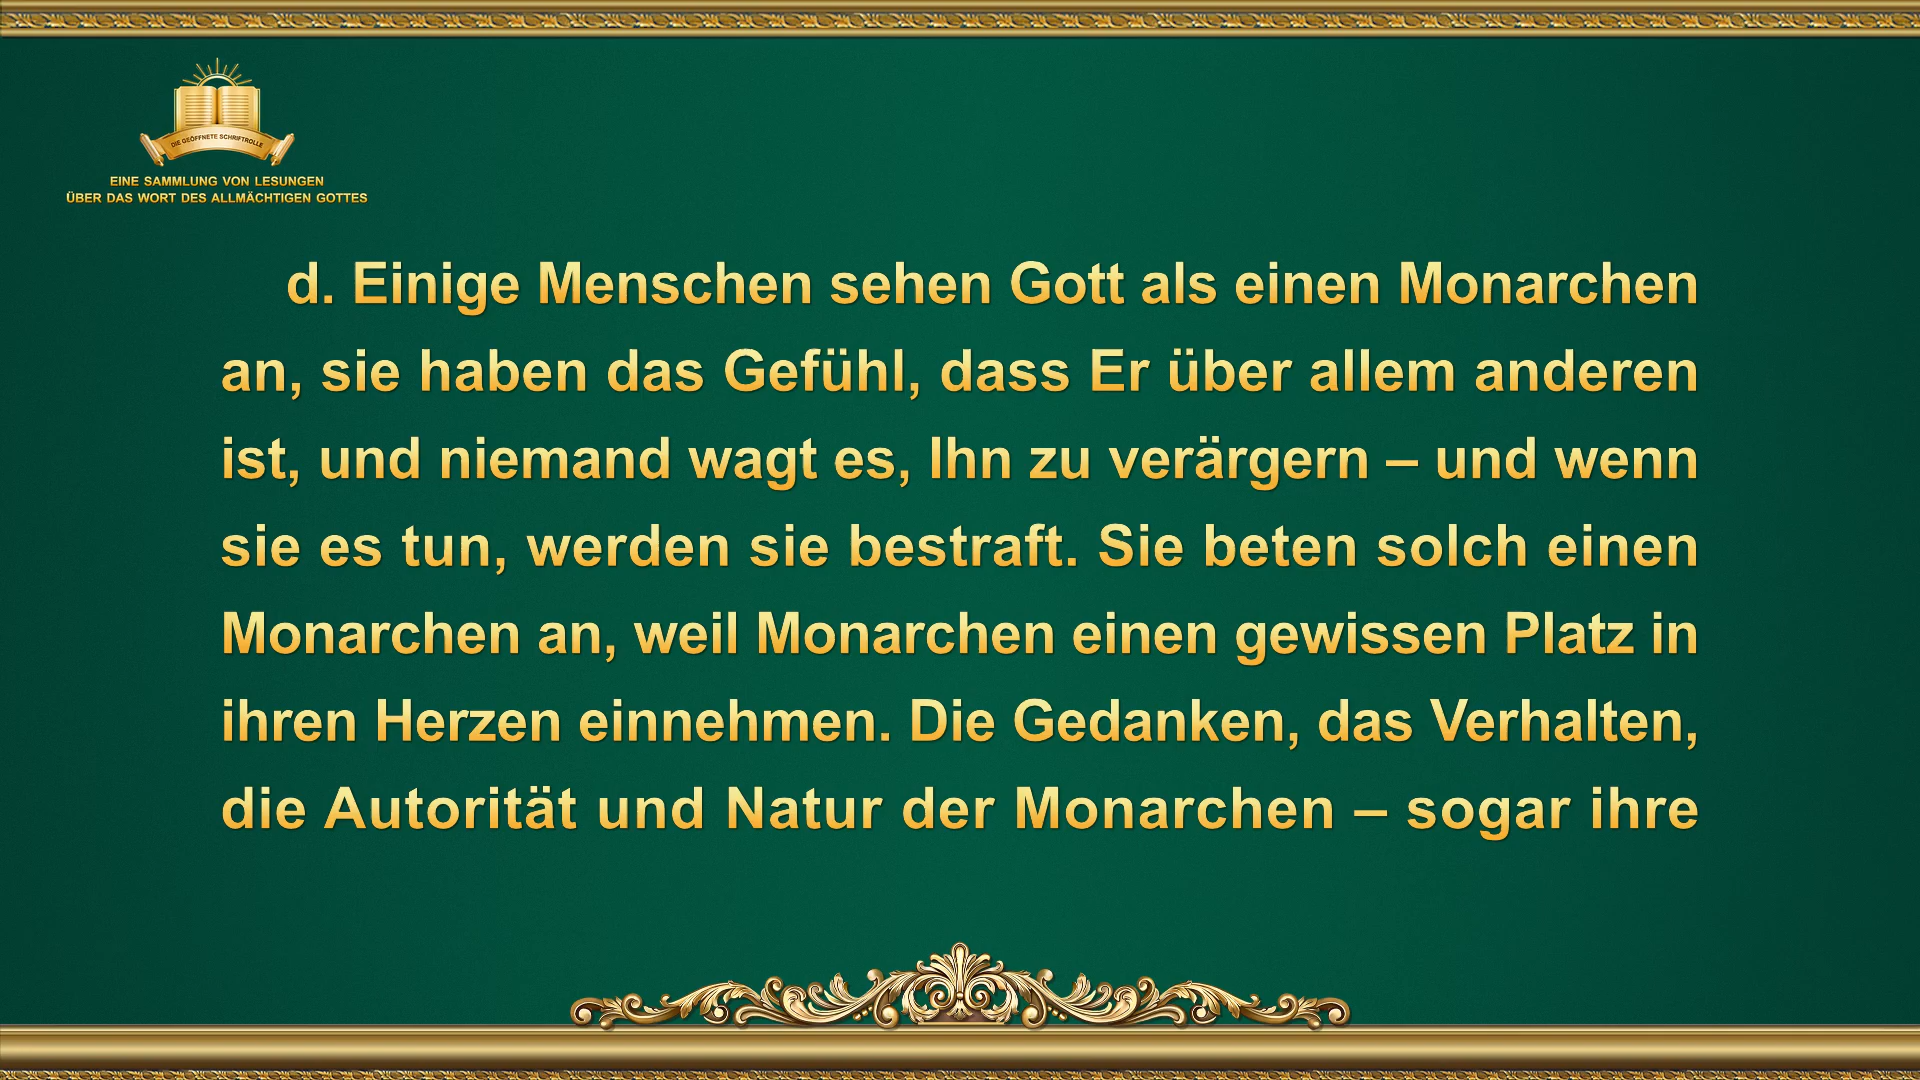 DIE GEÖFFNETE SCHRIFTROLLE
EINE SAMMLUNG VON LESUNGEN
ÜBER DAS WORT DES ALLMÄCHTIGEN GOTTES
d. Einige Menschen sehen Gott als einen Monarchen
an, sie haben das Gefühl, dass Er über allem anderen
ist, und niemand wagt es, Ihn zu verärgern – und wenn
sie es tun, werden sie bestraft. Sie beten solch einen
Monarchen an, weil Monarchen einen gewissen Platz in
ihren Herzen einnehmen. Die Gedanken, das Verhalten,
die Autorität und Natur der Monarchen – sogar ihre